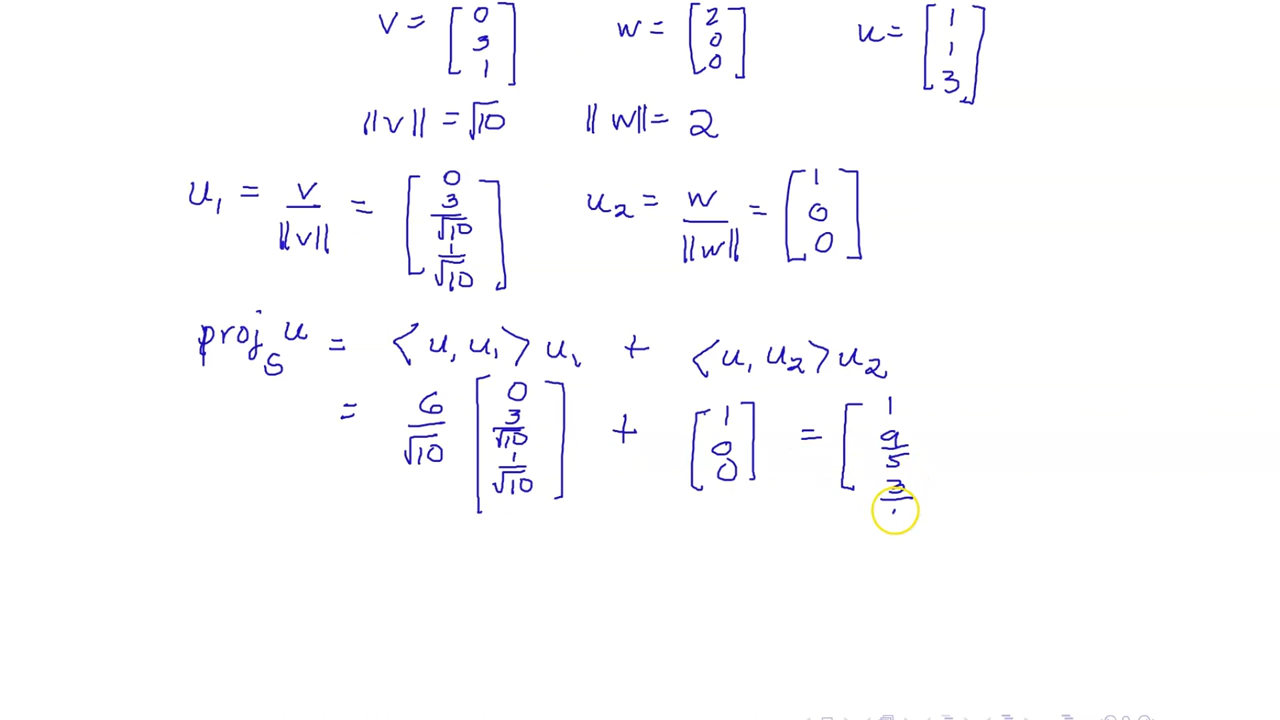 v = [0 3 1] w = [2 0 0] u = [1 1 3]
||v|| = √10 ||w|| = 2
u₁ = v/||v|| = [0 3/√10 1/√10] u₂ = w/||w|| = [1 0 0]
proj_S u = <u, u₁> u₁ + <u, u₂> u₂
= 6/√10 [0 3/√10 1/√10] + [1 0 0] = [1 9/5 3/